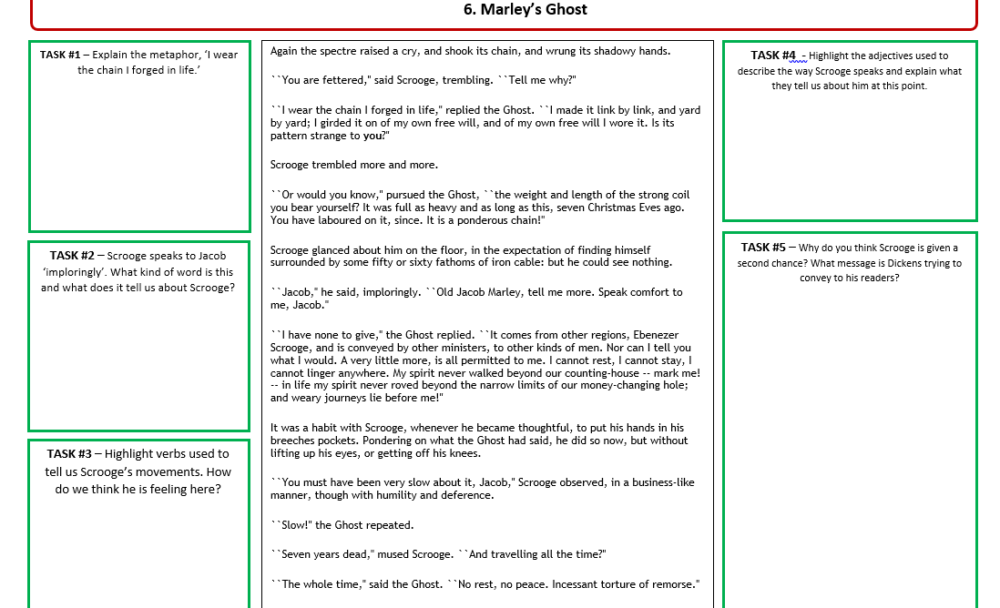 6. Marley’s Ghost
TASK #1 – Explain the metaphor, ‘I wear
the chain I forged in life.’
TASK #2 – Scrooge speaks to Jacob
‘imploringly’. What kind of word is this
and what does it tell us about Scrooge?
TASK #3 – Highlight verbs used to
tell us Scrooge’s movements. How
do we think he is feeling here?
Again the spectre raised a cry, and shook its chain, and wrung its shadowy hands.
``You are fettered," said Scrooge, trembling. ``Tell me why?"
``I wear the chain I forged in life," replied the Ghost. ``I made it link by link, and yard
by yard; I girded it on of my own free will, and of my own free will I wore it. Is its
pattern strange to you?"
Scrooge trembled more and more.
``Or would you know," pursued the Ghost, ``the weight and length of the strong coil
you bear yourself? It was full as heavy and as long as this, seven Christmas Eves ago.
You have laboured on it, since. It is a ponderous chain!"
Scrooge glanced about him on the floor, in the expectation of finding himself
surrounded by some fifty or sixty fathoms of iron cable: but he could see nothing.
``Jacob," he said, imploringly. ``Old Jacob Marley, tell me more. Speak comfort to
me, Jacob."
``I have none to give," the Ghost replied. ``It comes from other regions, Ebenezer
Scrooge, and is conveyed by other ministers, to other kinds of men. Nor can I tell you
what I would. A very little more, is all permitted to me. I cannot rest, I cannot stay, I
cannot linger anywhere. My spirit never walked beyond our counting-house -- mark me!
-- in life my spirit never roved beyond the narrow limits of our money-changing hole;
and weary journeys lie before me!"
It was a habit with Scrooge, whenever he became thoughtful, to put his hands in his
breeches pockets. Pondering on what the Ghost had said, he did so now, but without
lifting up his eyes, or getting off his knees.
``You must have been very slow about it, Jacob," Scrooge observed, in a business-like
manner, though with humility and deference.
``Slow!" the Ghost repeated.
``Seven years dead," mused Scrooge. ``And travelling all the time?"
``The whole time," said the Ghost. ``No rest, no peace. Incessant torture of remorse."
TASK #4 - Highlight the adjectives used to
describe the way Scrooge speaks and explain what
they tell us about him at this point.
TASK #5 – Why do you think Scrooge is given a
second chance? What message is Dickens trying to
convey to his readers?